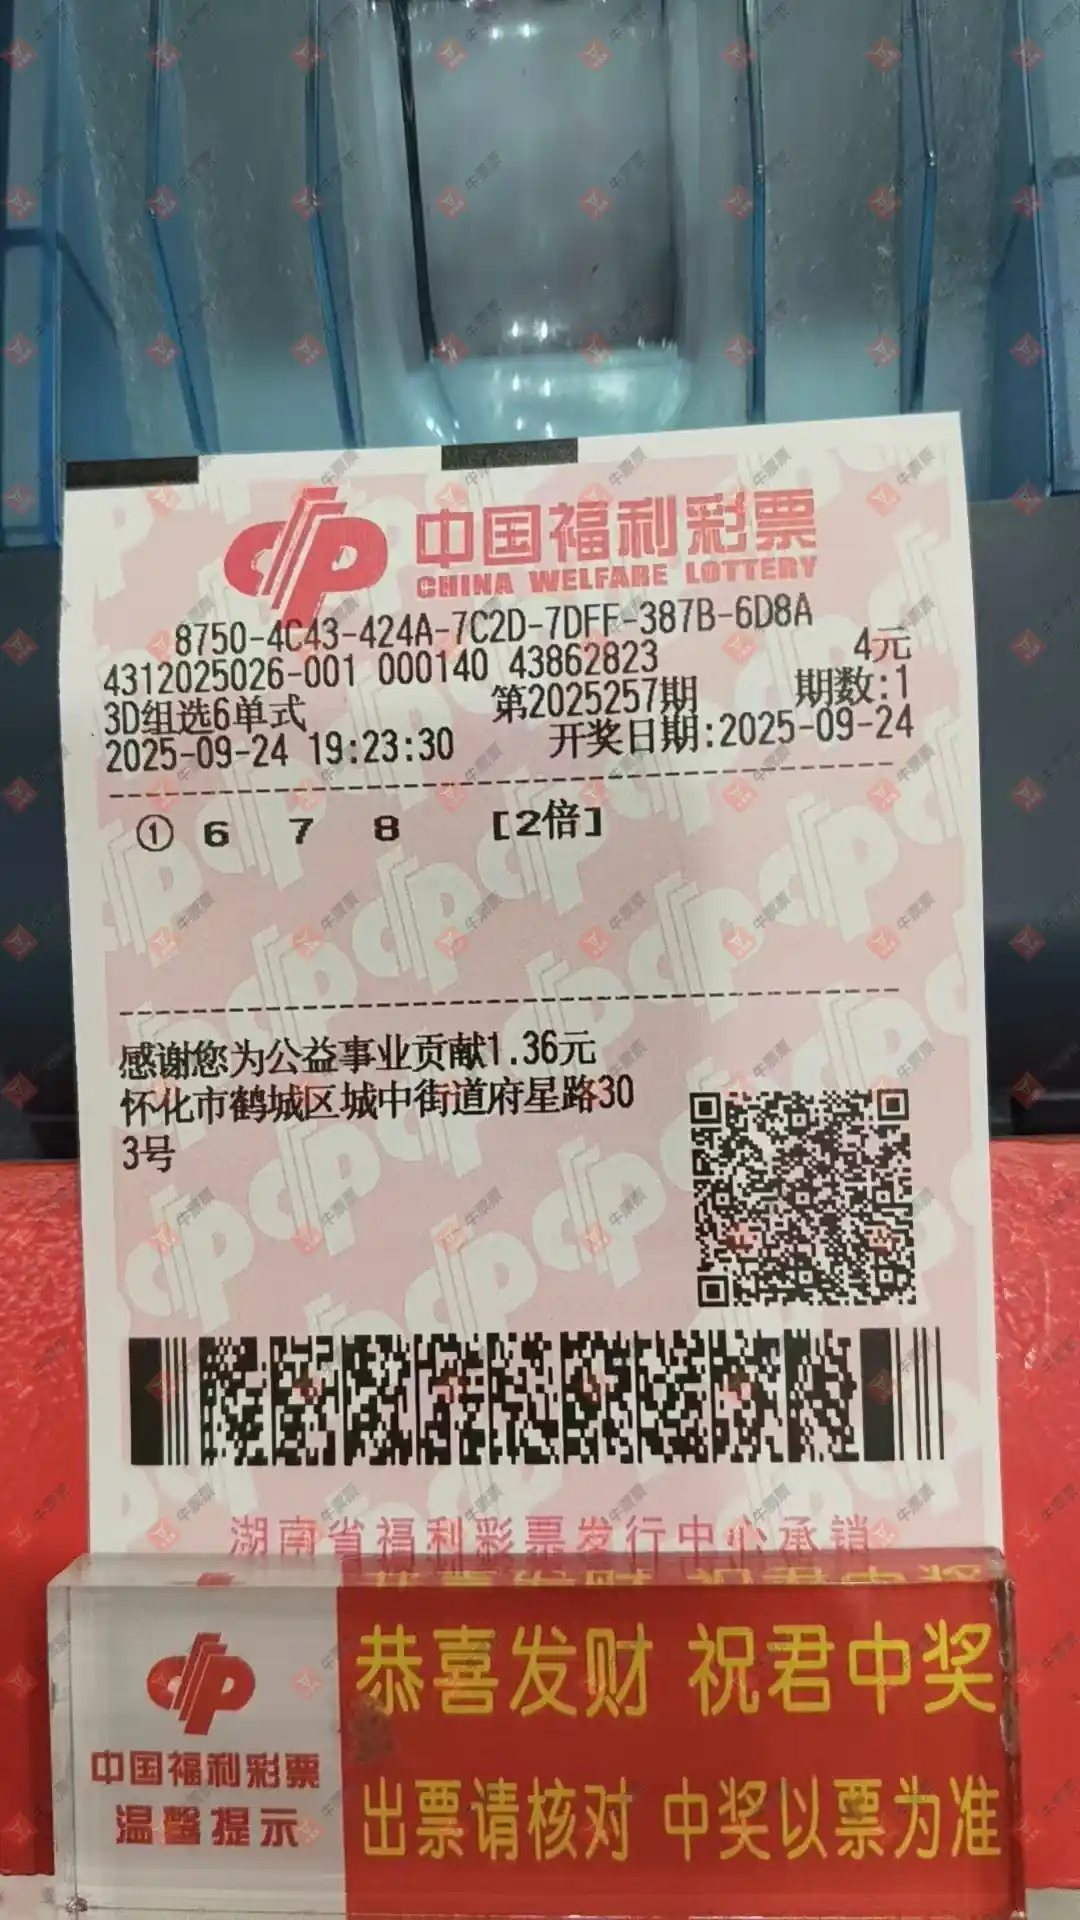 中国福利彩票
CHINA WELFARE LOTTERY
8750-4C43-424A-7C2D-7DFF-387B-6D8A
4312025026-001 000140 43862823 4元
3D组选6单式 第2025257期 期数:1
2025-09-24 19:23:30 开奖日期:2025-09-24
① 6 7 8 [2倍]
感谢您为公益事业贡献1.36元
怀化市鹤城区城中街道府星路30
3号
湖南省福利彩票发行中心承销
恭喜发财 祝君中奖
中国福利彩票
温馨提示
出票请核对 中奖以票为准
牛票票